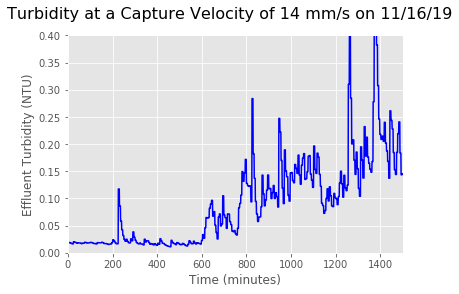 Turbidity at a Capture Velocity of 14 mm/s on 11/16/19
0.40
0.35
0.30
0.25
0.20
0.15
0.10
0.05
0.00
Effluent Turbidity (NTU)
0 200 400 600 800 1000 1200 1400
Time (minutes)